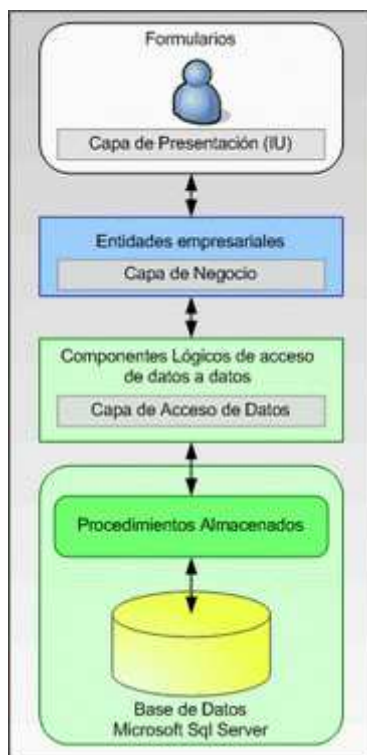 Formularios
Capa de Presentación (IU)
Entidades empresariales
Capa de Negocio
Componentes Lógicos de acceso
de datos a datos
Capa de Acceso de Datos
Procedimientos Almacenados
Base de Datos
Microsoft Sql Server